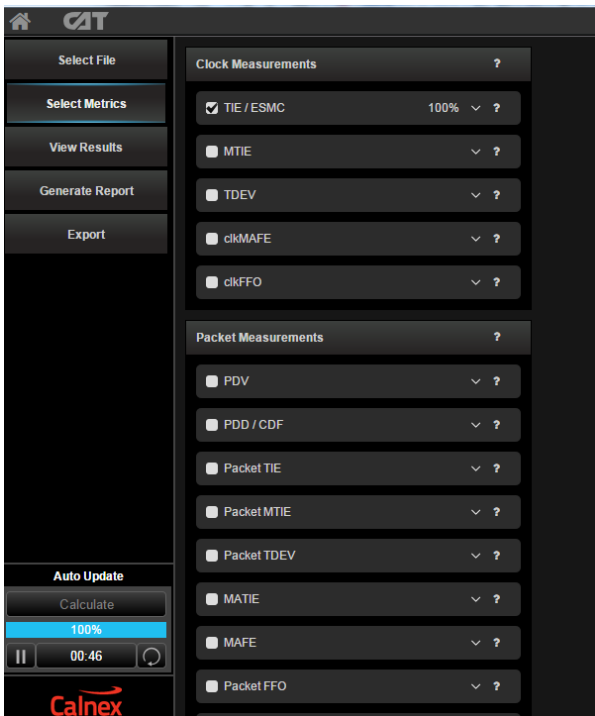 CAT
Select File
Select Metrics
View Results
Generate Report
Export
Clock Measurements ?
TIE / ESMC 100% ?
MTIE ?
TDEV ?
clkMAFE ?
clkFFO ?
Packet Measurements ?
PDV ?
PDD / CDF ?
Packet TIE ?
Packet MTIE ?
Packet TDEV ?
MATIE ?
MAFE ?
Packet FFO ?
Auto Update
Calculate
100%
00:46
Calnex